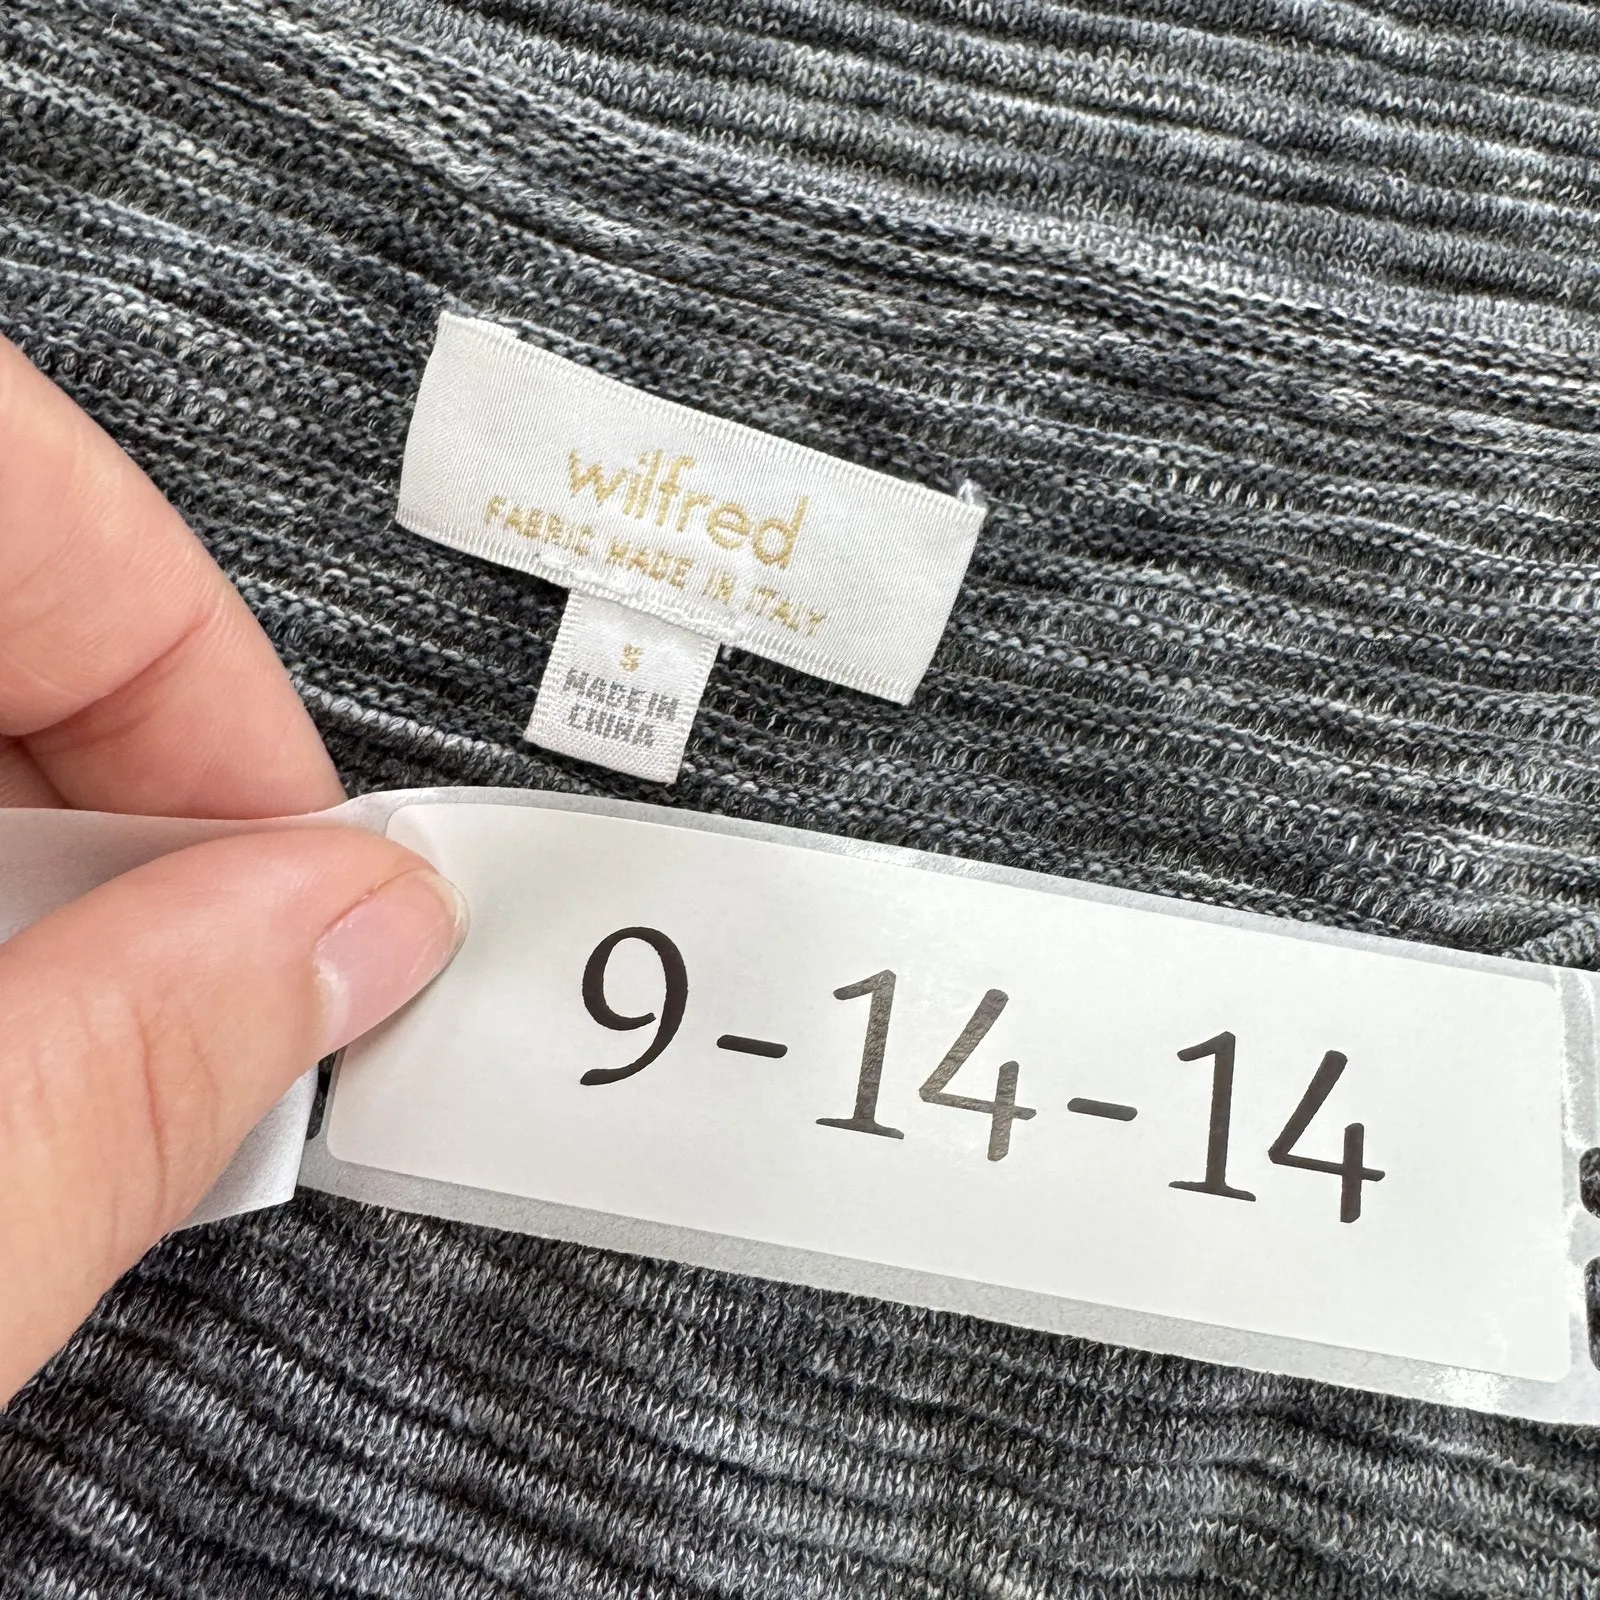 wilfred
FABRIC MADE IN ITALY
S
MADE IN
CHINA
9-14-14